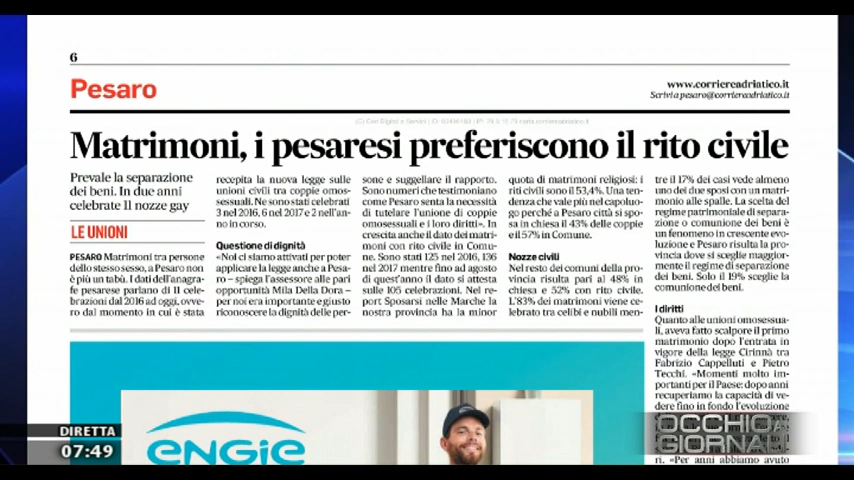 6
Pesaro
www.corriereadriatico.it
Scrivi a pesaro@corriereadriatico.it
Matrimoni, i pesaresi preferiscono il rito civile
Prevale la separazione
dei beni. In due anni
celebrate 11 nozze gay
LE UNIONI
PESARO Matrimoni tra persone
dello stesso sesso, a Pesaro non
è più un tabù. I dati dell'anagra-
fe pesarese parlano di 11 cele-
brazioni dal 2016 ad oggi, ovve-
ro dal momento in cui è stata
recepita la nuova legge sulle
unioni civili tra coppie omos-
sessuali. Ne sono stati celebrati
3 nel 2016, 6 nel 2017 e 2 nell'an-
no in corso.
Questione di dignità
«Noi ci siamo attivati per poter
applicare la legge anche a Pesa-
ro – spiega l'assessore alle pari
opportunità Mila Della Dora –
per noi era importante e giusto
riconoscere la dignità delle per-
sone e suggellare il rapporto.
Sono numeri che testimoniano
come Pesaro senta la necessità
di tutelare l'unione di coppie
omosessuali e i loro diritti». In
crescita anche il dato dei matri-
moni con rito civile in Comu-
ne. Sono stati 125 nel 2016, 136
nel 2017 mentre fino ad agosto
di quest'anno il dato si attesta
sulle 105 celebrazioni. Nel re-
port Sposarsi nelle Marche la
nostra provincia ha la minor
quota di matrimoni religiosi: i
riti civili sono il 53,4%. Una ten-
denza che vale più nel capoluo-
go perché a Pesaro città si spo-
sa in chiesa il 43% delle coppie
e il 57% in Comune.
Nozze civili
Nel resto dei comuni della pro-
vincia risulta pari al 48% in
chiesa e 52% con rito civile.
L'83% dei matrimoni viene ce-
lebrato tra celibi e nubili men-
tre il 17% dei casi vede almeno
uno dei due sposi con un matri-
monio alle spalle. La scelta del
regime patrimoniale di separa-
zione o comunione dei beni è
un fenomeno in crescente evo-
luzione e Pesaro risulta la pro-
vincia dove si sceglie maggior-
mente il regime di separazione
dei beni. Solo il 19% sceglie la
comunione dei beni.
I diritti
Quanto alle unioni omosessua-
li, aveva fatto scalpore il primo
matrimonio dopo l'entrata in
vigore della legge Cirinnà tra
Fabrizio Cappelluti e Pietro
Tecchi. «Momenti molto im-
portanti per il Paese: dopo anni
recuperiamo la capacità di ve-
dere fino in fondo l'evoluzione
ri. «Per anni abbiamo avuto
ENGIE
DIRETTA
07:49
OCCHIO AI
GIORNALI